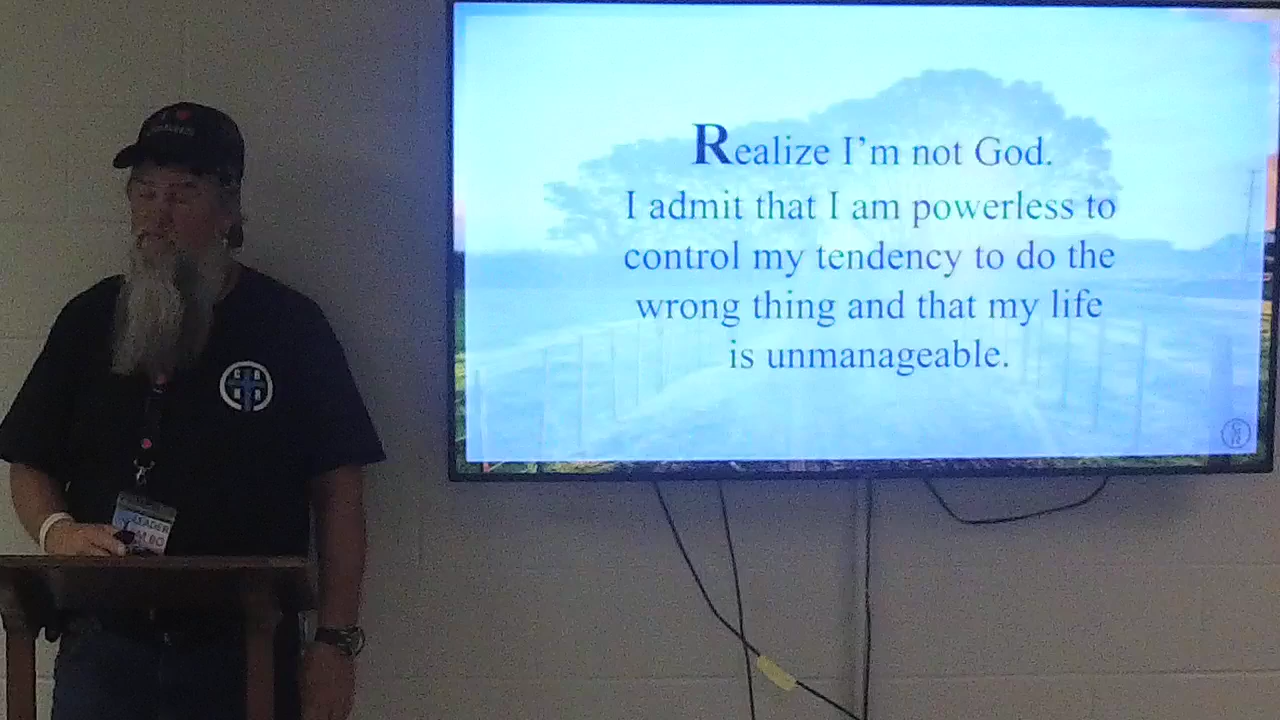 Realize I'm not God.
I admit that I am powerless to
control my tendency to do the
wrong thing and that my life
is unmanageable.
LEADER